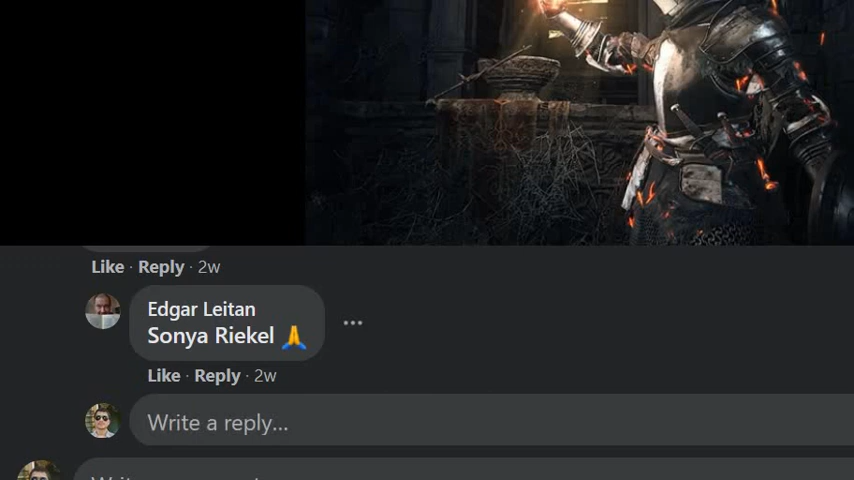 Like · Reply · 2w
Edgar Leitan
Sonya Riekel 🙏
Like · Reply · 2w
Write a reply...